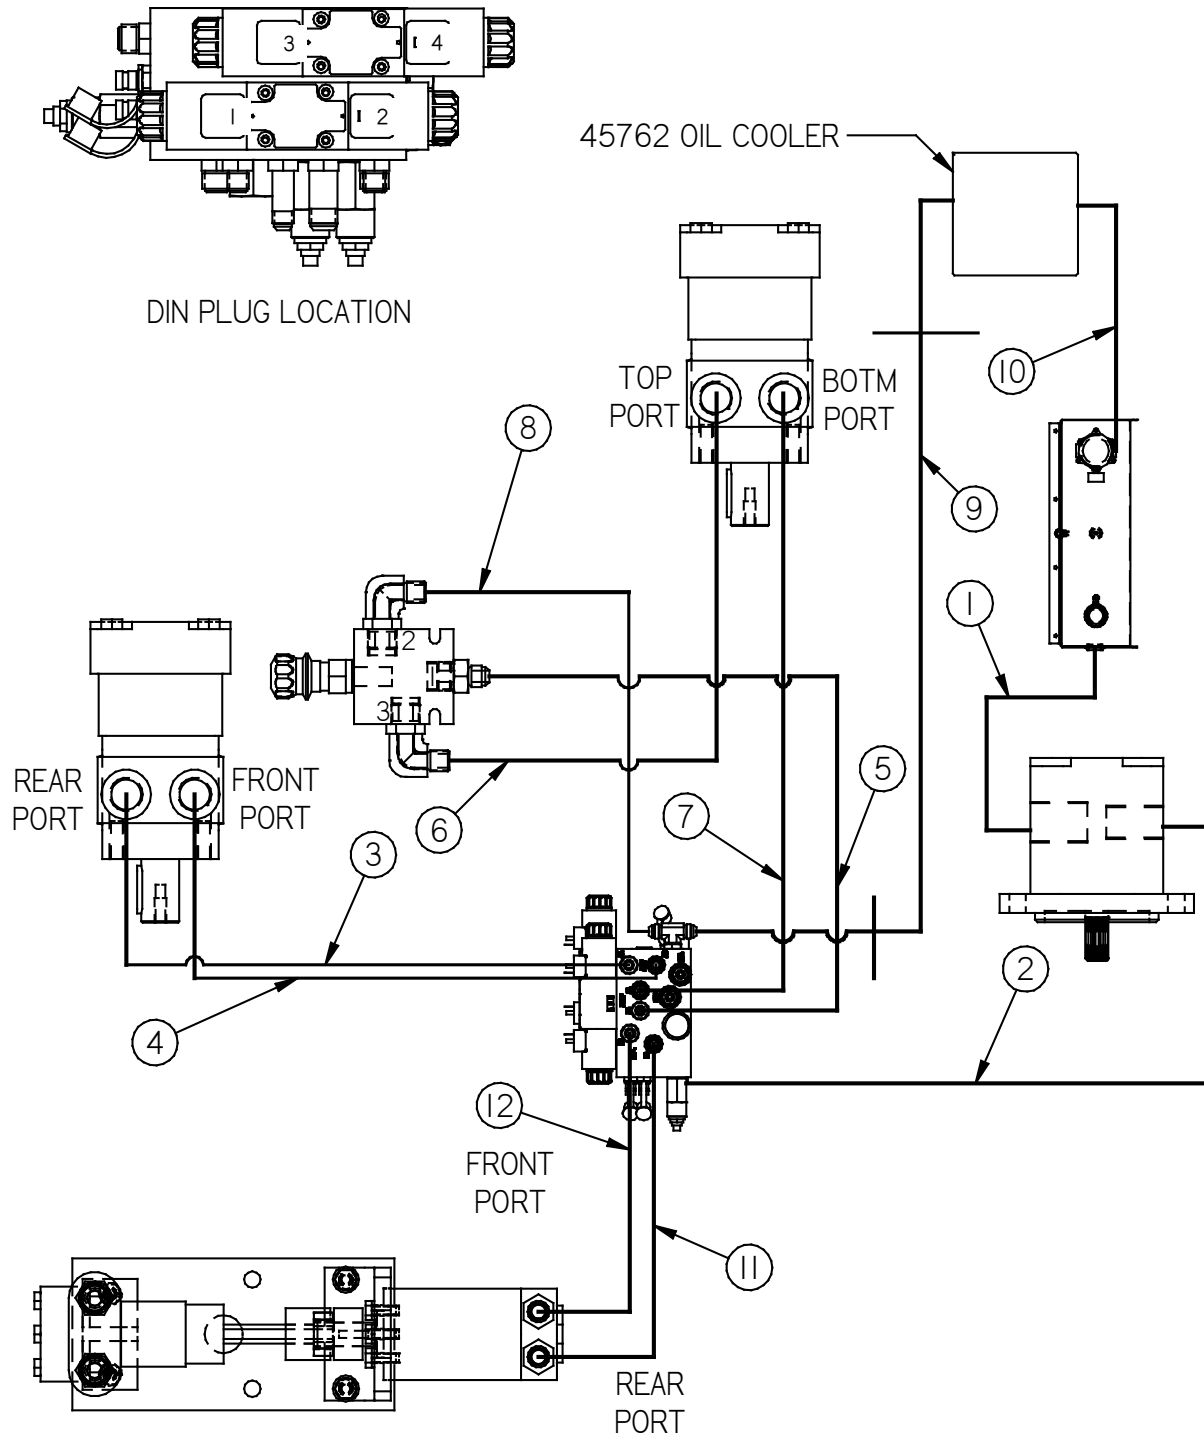 3
4
1
2
DIN PLUG LOCATION
45762 OIL COOLER
TOP
PORT
BOTM
PORT
10
8
9
1
2
3
REAR
PORT
FRONT
PORT
6
7
5
3
4
2
12
FRONT
PORT
11
REAR
PORT